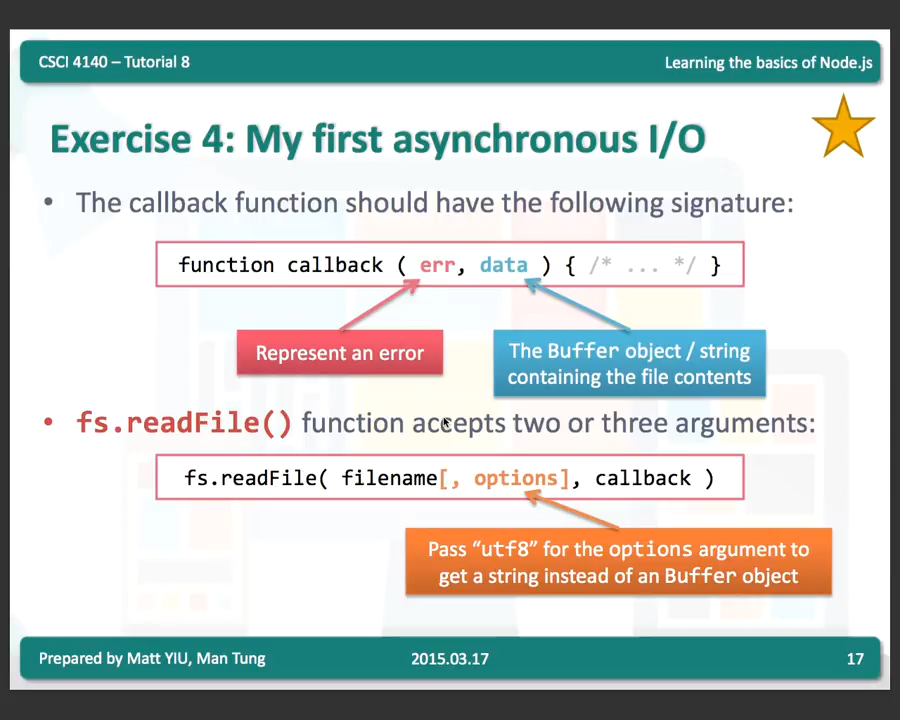 CSCI 4140 – Tutorial 8
Learning the basics of Node.js
Exercise 4: My first asynchronous I/O
• The callback function should have the following signature:
function callback ( err, data ) { /* ... */ }
Represent an error
The Buffer object / string
containing the file contents
• fs.readFile() function accepts two or three arguments:
fs.readFile( filename[, options], callback )
Pass “utf8” for the options argument to
get a string instead of an Buffer object
Prepared by Matt YIU, Man Tung
2015.03.17
17